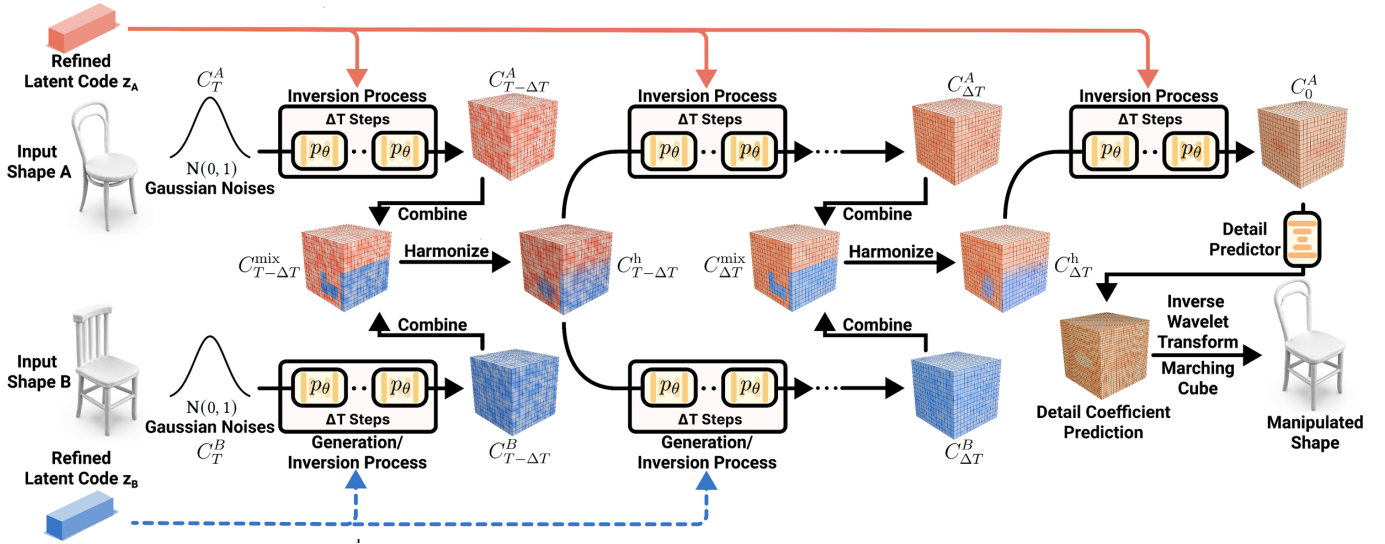 Refined
Latent Code z_A
Input
Shape A
C_T^A
N(0, 1)
Gaussian Noises
Inversion Process
ΔT Steps
p_θ
p_θ
C_{T-ΔT}^A
Combine
Inversion Process
ΔT Steps
p_θ
p_θ
C_{ΔT}^A
Combine
Inversion Process
ΔT Steps
p_θ
p_θ
C_0^A
C_{T-ΔT}^{mix}
Harmonize
C_{T-ΔT}^h
C_{ΔT}^{mix}
Harmonize
C_{ΔT}^h
Detail
Predictor
Input
Shape B
N(0, 1)
Gaussian Noises
C_T^B
Combine
p_θ
p_θ
ΔT Steps
Generation/
Inversion Process
C_{T-ΔT}^B
Combine
p_θ
p_θ
ΔT Steps
Generation/
Inversion Process
C_{ΔT}^B
Inverse
Wavelet
Transform
Marching
Cube
Detail Coefficient
Prediction
Manipulated
Shape
Refined
Latent Code z_B